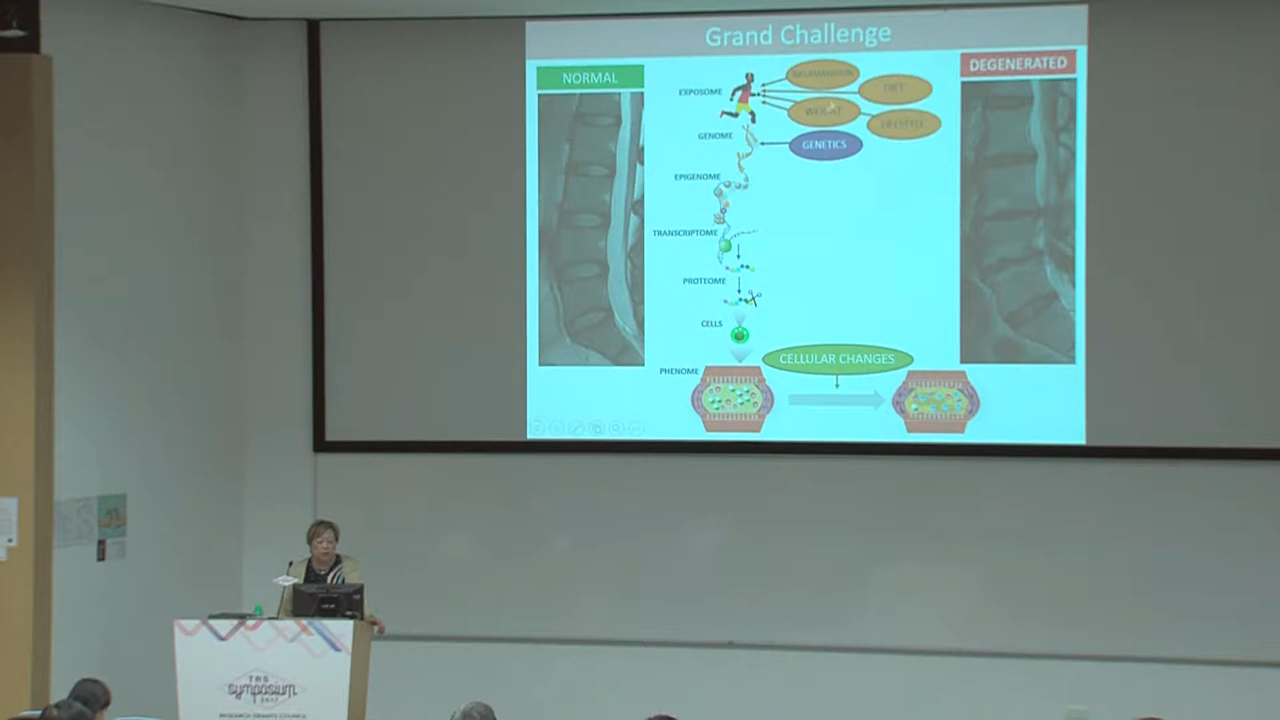 Grand Challenge
NORMAL
DEGENERATED
EXPOSOME
INFLAMMATION
DIET
WEIGHT
LIFESTYLE
GENOME
GENETICS
EPIGENOME
TRANSCRIPTOME
PROTEOME
CELLS
CELLULAR CHANGES
PHENOME
TRS
symposium
2017
RESEARCH GRANTS COUNCIL